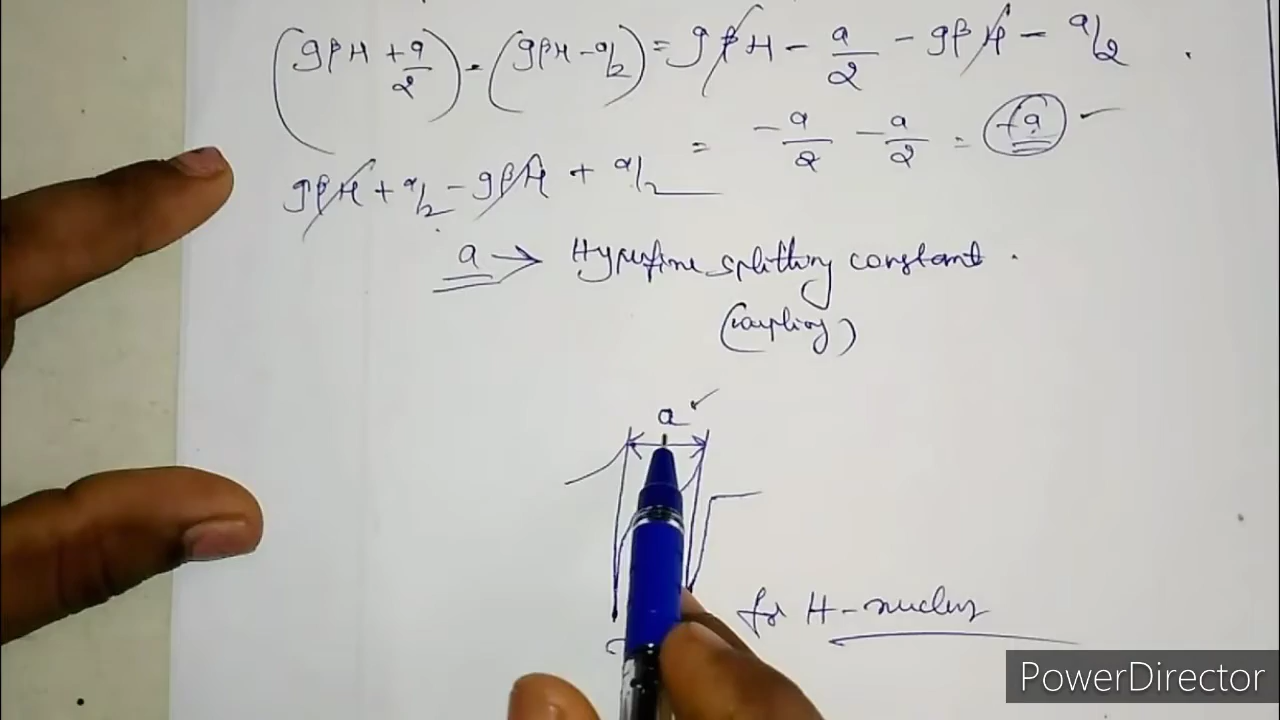 (gβH + a/2) - (gβH - a/2) = gβH - a/2 - gβH - a/2
= -a/2 - a/2 = -a
gβH + a/2 - gβH + a/2
a → Hyperfine splitting constant.
(coupling)
a
for H-nucleus
PowerDirector